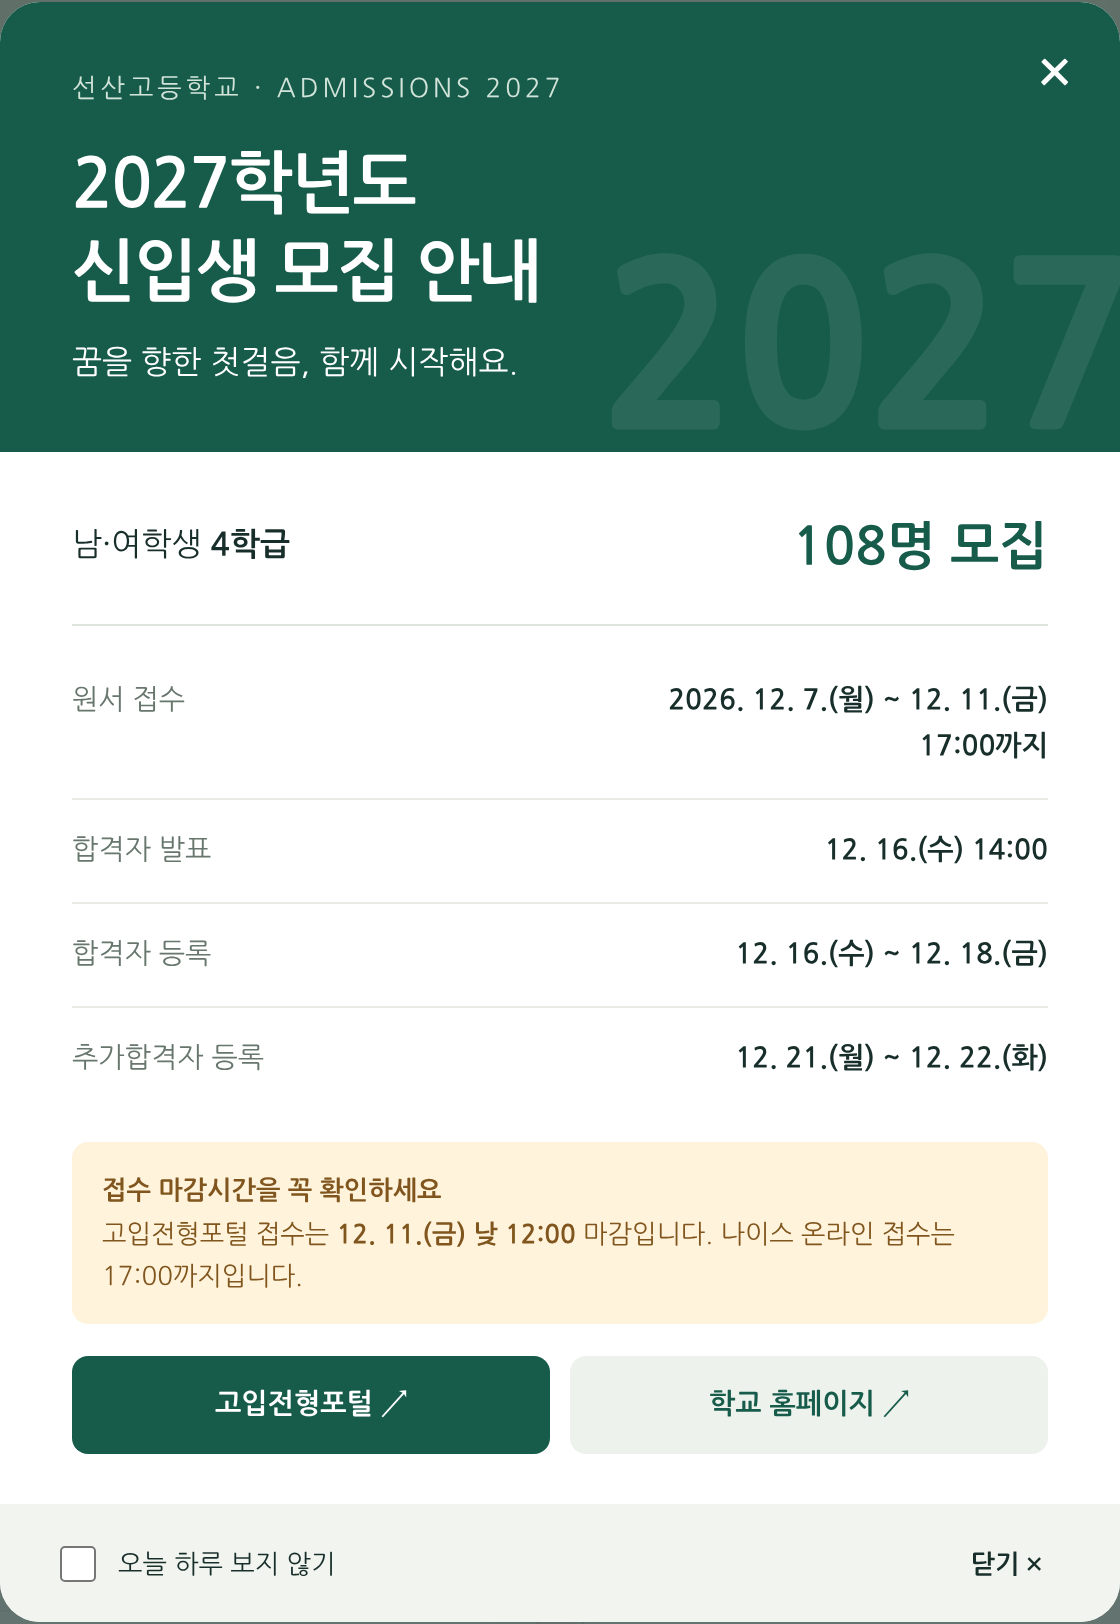 선산고등학교 · ADMISSIONS 2027
×
2027학년도
신입생 모집 안내
2027
꿈을 향한 첫걸음, 함께 시작해요.
남·여학생 4학급
108명 모집
원서 접수
2026. 12. 7.(월) ~ 12. 11.(금)
17:00까지
합격자 발표
12. 16.(수) 14:00
합격자 등록
12. 16.(수) ~ 12. 18.(금)
추가합격자 등록
12. 21.(월) ~ 12. 22.(화)
접수 마감시간을 꼭 확인하세요
고입전형포털 접수는 12. 11.(금) 낮 12:00 마감입니다. 나이스 온라인 접수는
17:00까지입니다.
고입전형포털 ↗
학교 홈페이지 ↗
오늘 하루 보지 않기
닫기 ×